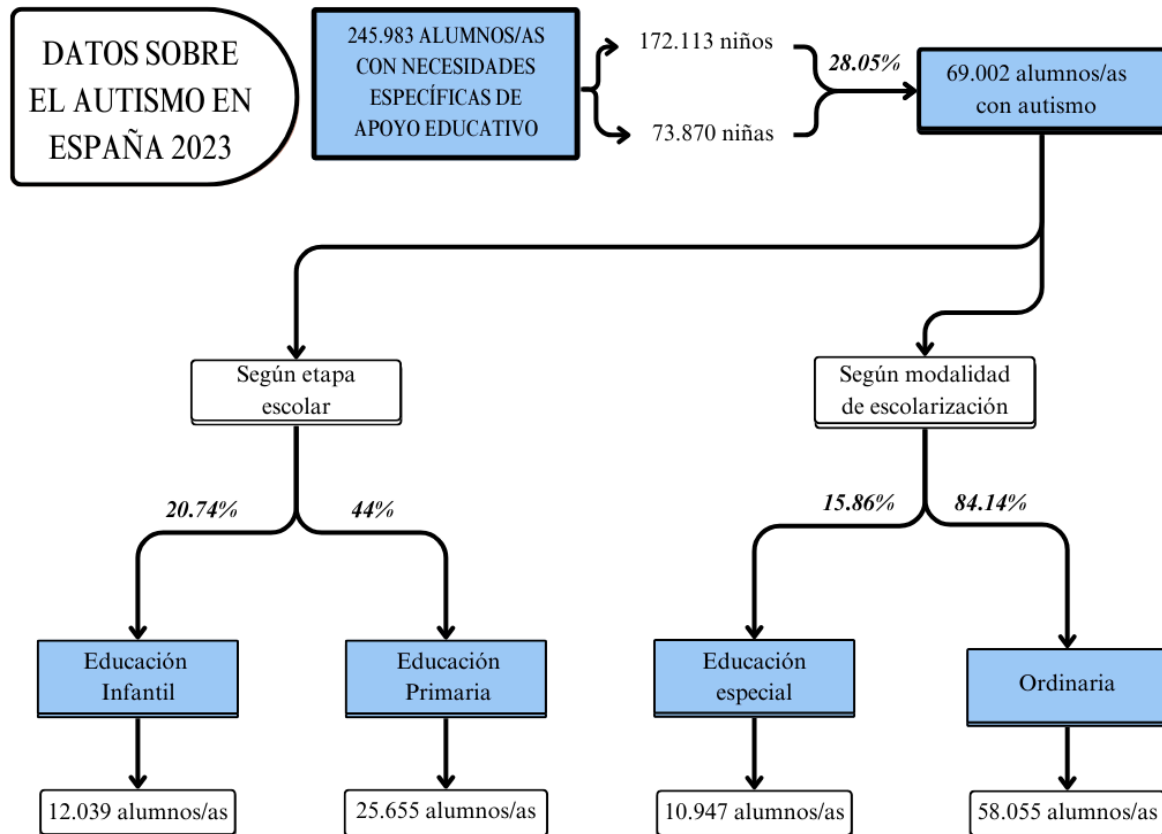 DATOS SOBRE
EL AUTISMO EN
ESPAÑA 2023
245.983 ALUMNOS/AS
CON NECESIDADES
ESPECÍFICAS DE
APOYO EDUCATIVO
172.113 niños
73.870 niñas
28.05%
69.002 alumnos/as
con autismo
Según etapa
escolar
Según modalidad
de escolarización
20.74%
44%
15.86%
84.14%
Educación
Infantil
Educación
Primaria
Educación
especial
Ordinaria
12.039 alumnos/as
25.655 alumnos/as
10.947 alumnos/as
58.055 alumnos/as